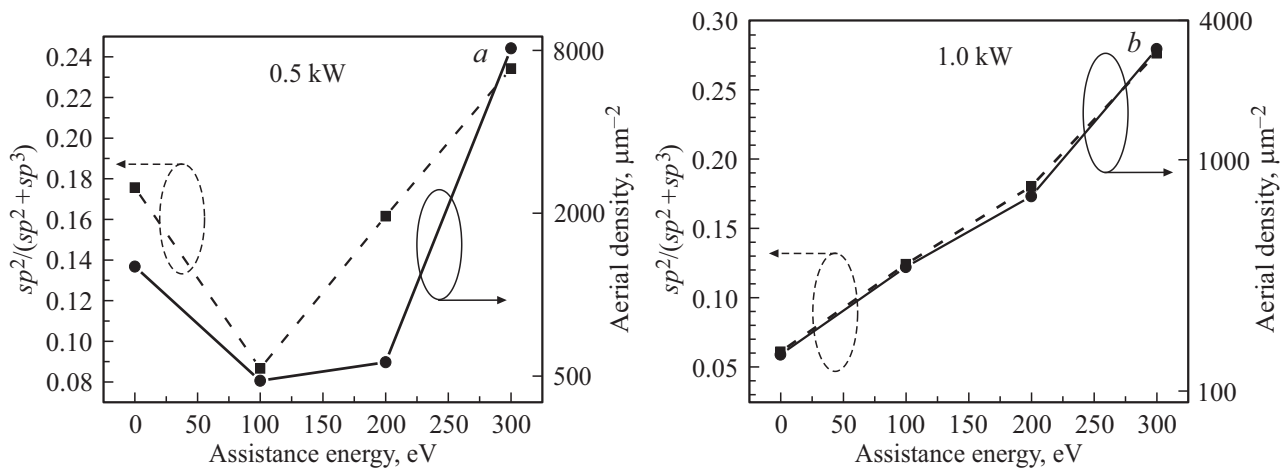 a
0.5 kW
0.24
0.22
0.20
0.18
0.16
0.14
0.12
0.10
0.08
sp²/(sp²+sp³)
0 50 100 150 200 250 300
Assistance energy, eV
8000
2000
500
Aerial density, μm⁻²
b
1.0 kW
0.30
0.25
0.20
0.15
0.10
0.05
sp²/(sp²+sp³)
0 50 100 150 200 250 300
Assistance energy, eV
4000
1000
100
Aerial density, μm⁻²